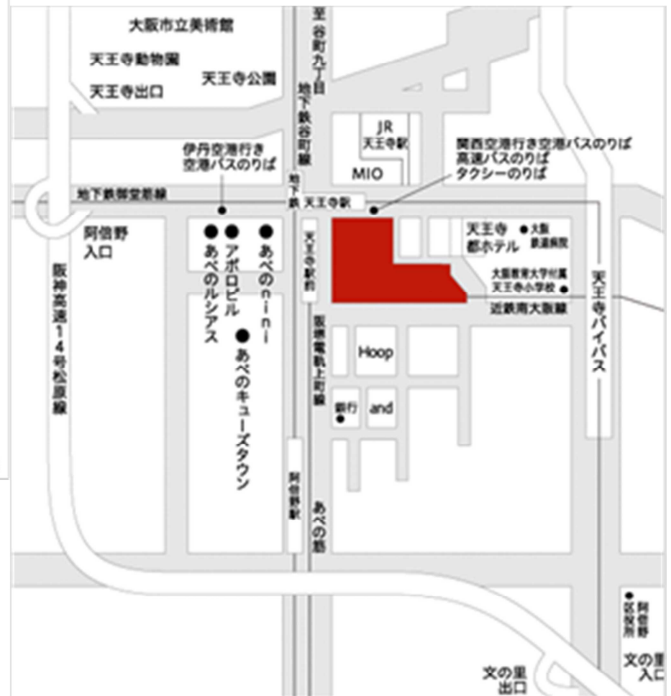 大阪市立美術館
天王寺動物園
天王寺公園
天王寺出口
至 谷町九丁目
地下鉄谷町線
JR
天王寺駅
MIO
伊丹空港行き
空港バスのりば
関西空港行き空港バスのりば
高速バスのりば
タクシーのりば
地下鉄御堂筋線
地下鉄
天王寺駅
阿倍野
入口
あべのルシアス
アポロビル
あべのnini
あべのキューズタウン
天王寺駅前
天王寺
都ホテル
大阪
鉄道病院
大阪教育大学付属
天王寺小学校
近鉄南大阪線
天王寺バイパス
阪神高速14号松原線
阪堺電軌上町線
Hoop
銀行
and
阿倍野駅
あべの筋
阿倍野
区役所
文の里
入口
文の里
出口